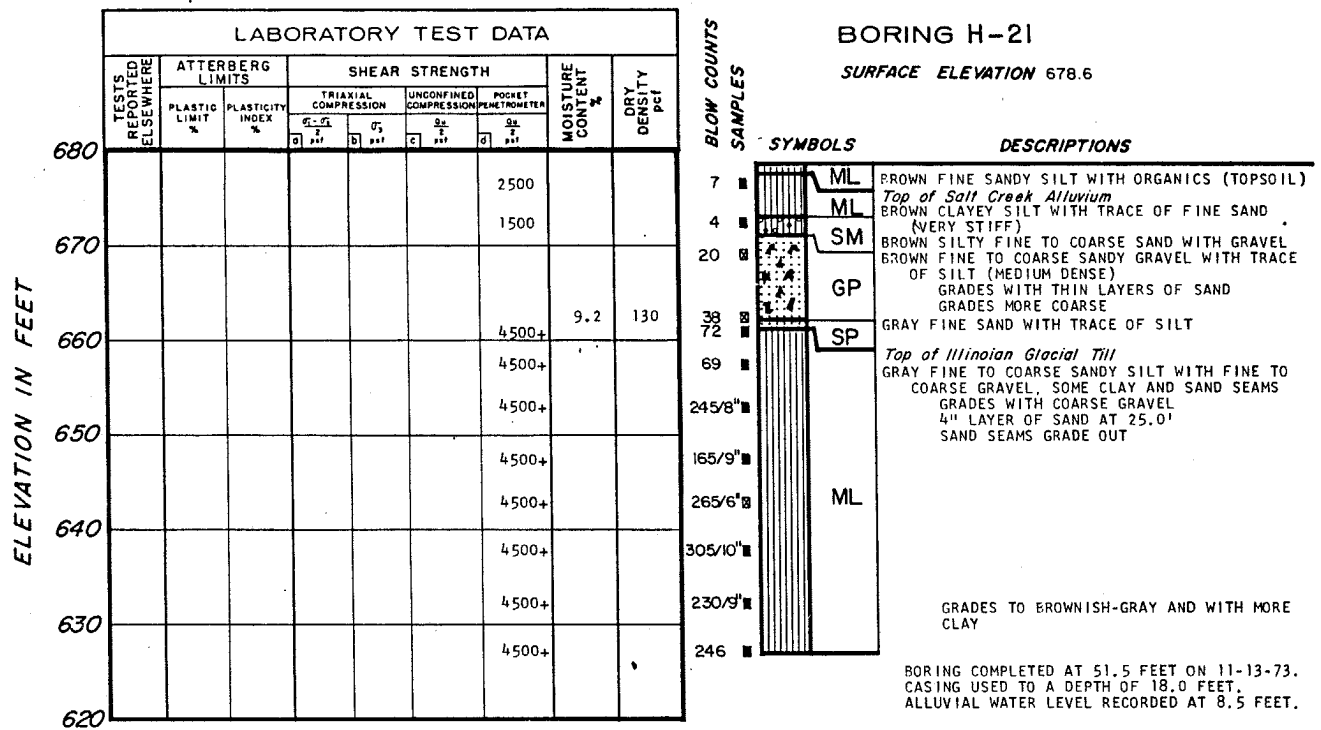 LABORATORY TEST DATA
TESTS REPORTED ELSEWHERE
ATTERBERG LIMITS
SHEAR STRENGTH
MOISTURE CONTENT %
DRY DENSITY pcf
PLASTIC LIMIT %
PLASTICITY INDEX %
TRIAXIAL COMPRESSION
UNCONFINED COMPRESSION
POCKET PENETROMETER
a psf
b σ₃ psf
c Qu/2 psf
d Qu/2 psf
BLOW COUNTS
SAMPLES
BORING H-21
SURFACE ELEVATION 678.6
SYMBOLS
DESCRIPTIONS
ELEVATION IN FEET
680
670
660
650
640
630
620
2500
1500
9.2 130
4500+
4500+
4500+
4500+
4500+
4500+
4500+
4500+
7
4
20
38
72
69
245/8"
165/9"
265/6"
305/10"
230/9"
246
ML
ML
SM
GP
SP
ML
BROWN FINE SANDY SILT WITH ORGANICS (TOPSOIL)
Top of Salt Creek Alluvium
BROWN CLAYEY SILT WITH TRACE OF FINE SAND
(VERY STIFF)
BROWN SILTY FINE TO COARSE SAND WITH GRAVEL
BROWN FINE TO COARSE SANDY GRAVEL WITH TRACE
OF SILT (MEDIUM DENSE)
GRADES WITH THIN LAYERS OF SAND
GRADES MORE COARSE
GRAY FINE SAND WITH TRACE OF SILT
Top of Illinoian Glacial Till
GRAY FINE TO COARSE SANDY SILT WITH FINE TO
COARSE GRAVEL, SOME CLAY AND SAND SEAMS
GRADES WITH COARSE GRAVEL
4" LAYER OF SAND AT 25.0'
SAND SEAMS GRADE OUT
GRADES TO BROWNISH-GRAY AND WITH MORE
CLAY
BORING COMPLETED AT 51.5 FEET ON 11-13-73.
CASING USED TO A DEPTH OF 18.0 FEET.
ALLUVIAL WATER LEVEL RECORDED AT 8.5 FEET.